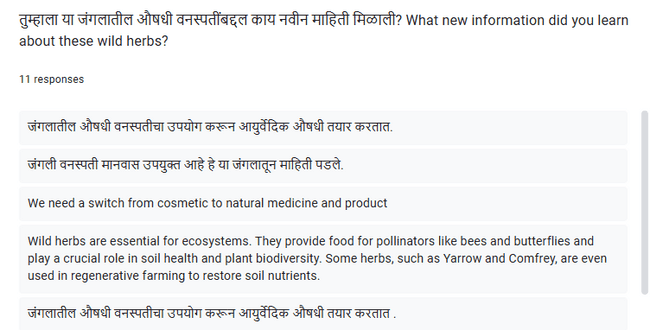 तुम्हाला या जंगलातील औषधी वनस्पतींबद्दल काय नवीन माहिती मिळाली? What new information did you learn
about these wild herbs?
11 responses
जंगलातील औषधी वनस्पतीचा उपयोग करून आयुर्वेदिक औषधी तयार करतात.
जंगली वनस्पती मानवास उपयुक्त आहे हे या जंगलातून माहिती पडले.
We need a switch from cosmetic to natural medicine and product
Wild herbs are essential for ecosystems. They provide food for pollinators like bees and butterflies and
play a crucial role in soil health and plant biodiversity. Some herbs, such as Yarrow and Comfrey, are even
used in regenerative farming to restore soil nutrients.
जंगलातील औषधी वनस्पतीचा उपयोग करून आयुर्वेदिक औषधी तयार करतात .